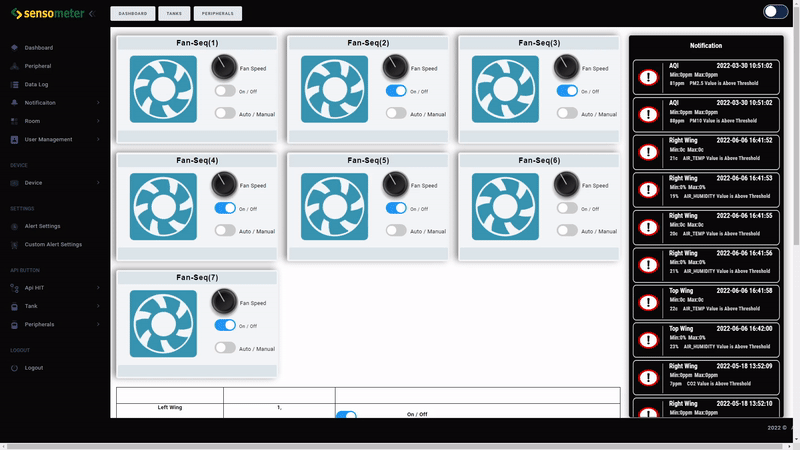 sensometer
DASHBOARD TANKS PERIPHERALS
Dashboard
Peripheral
Data Log
Notificaiton
Room
User Management
DEVICE
Device
SETTINGS
Alert Settings
Custom Alert Settings
API BUTTON
Api HIT
Tank
Peripherals
LOGOUT
Logout
Fan-Seq(1)
Fan Speed
On / Off
Auto / Manual
Fan-Seq(2)
Fan Speed
On / Off
Auto / Manual
Fan-Seq(3)
Fan Speed
On / Off
Auto / Manual
Fan-Seq(4)
Fan Speed
On / Off
Auto / Manual
Fan-Seq(5)
Fan Speed
On / Off
Auto / Manual
Fan-Seq(6)
Fan Speed
On / Off
Auto / Manual
Fan-Seq(7)
Fan Speed
On / Off
Auto / Manual
Left Wing 1, On / Off
Notification
AQI 2022-03-30 10:51:02
Min:0ppm Max:0ppm
81ppm PM2.5 Value is Above Threshold
AQI 2022-03-30 10:51:02
Min:0ppm Max:0ppm
88ppm PM10 Value is Above Threshold
Right Wing 2022-06-06 16:41:52
Min:0c Max:0c
21c AIR_TEMP Value is Above Threshold
Right Wing 2022-06-06 16:41:53
Min:0% Max:0%
19% AIR_HUMIDITY Value is Above Threshold
Right Wing 2022-06-06 16:41:55
Min:0c Max:0c
20c AIR_TEMP Value is Above Threshold
Right Wing 2022-06-06 16:41:56
Min:0% Max:0%
21% AIR_HUMIDITY Value is Above Threshold
Top Wing 2022-06-06 16:41:58
Min:0c Max:0c
22c AIR_TEMP Value is Above Threshold
Top Wing 2022-06-06 16:42:00
Min:0% Max:0%
23% AIR_HUMIDITY Value is Above Threshold
Right Wing 2022-05-18 13:52:09
Min:0ppm Max:0ppm
7ppm CO2 Value is Above Threshold
Right Wing 2022-05-18 13:52:10
Min:0ppm Max:0ppm
2022 ©